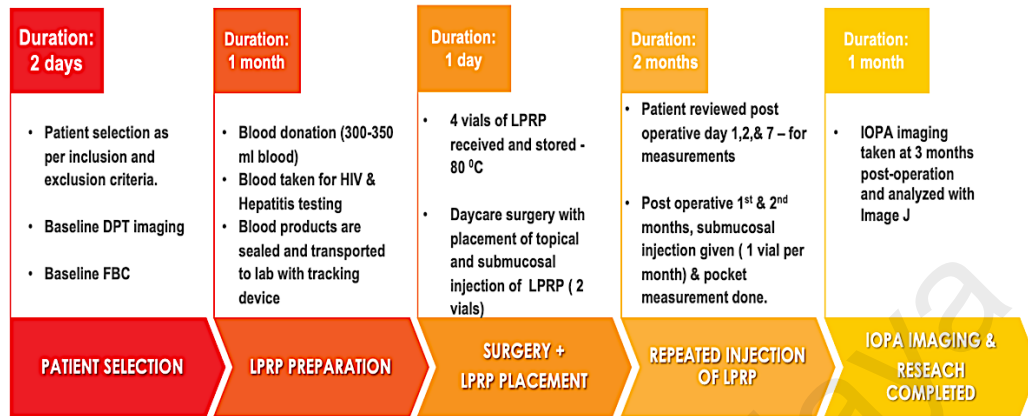 Duration:
2 days
• Patient selection as
per inclusion and
exclusion criteria.
• Baseline DPT imaging
• Baseline FBC
PATIENT SELECTION
Duration:
1 month
• Blood donation (300-350
ml blood)
• Blood taken for HIV &
Hepatitis testing
• Blood products are
sealed and transported
to lab with tracking
device
LPRP PREPARATION
Duration:
1 day
• 4 vials of LPRP
received and stored -
80 ⁰C
• Daycare surgery with
placement of topical
and submucosal
injection of LPRP ( 2
vials)
SURGERY +
LPRP PLACEMENT
Duration:
2 months
• Patient reviewed post
operative day 1,2,& 7 – for
measurements
• Post operative 1st & 2nd
months, submucosal
injection given ( 1 vial per
month) & pocket
measurement done.
REPEATED INJECTION
OF LPRP
Duration:
1 month
• IOPA imaging
taken at 3 months
post-operation
and analyzed with
Image J
IOPA IMAGING &
RESEACH
COMPLETED